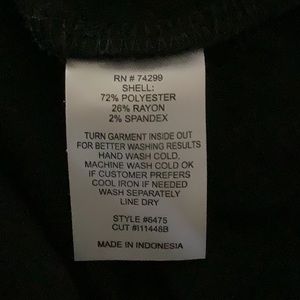 RN # 74299
SHELL:
72% POLYESTER
26% RAYON
2% SPANDEX
TURN GARMENT INSIDE OUT
FOR BETTER WASHING RESULTS
HAND WASH COLD,
MACHINE WASH COLD OK
IF CUSTOMER PREFERS
COOL IRON IF NEEDED
WASH SEPARATELY
LINE DRY
STYLE #6475
CUT #I11448B
MADE IN INDONESIA